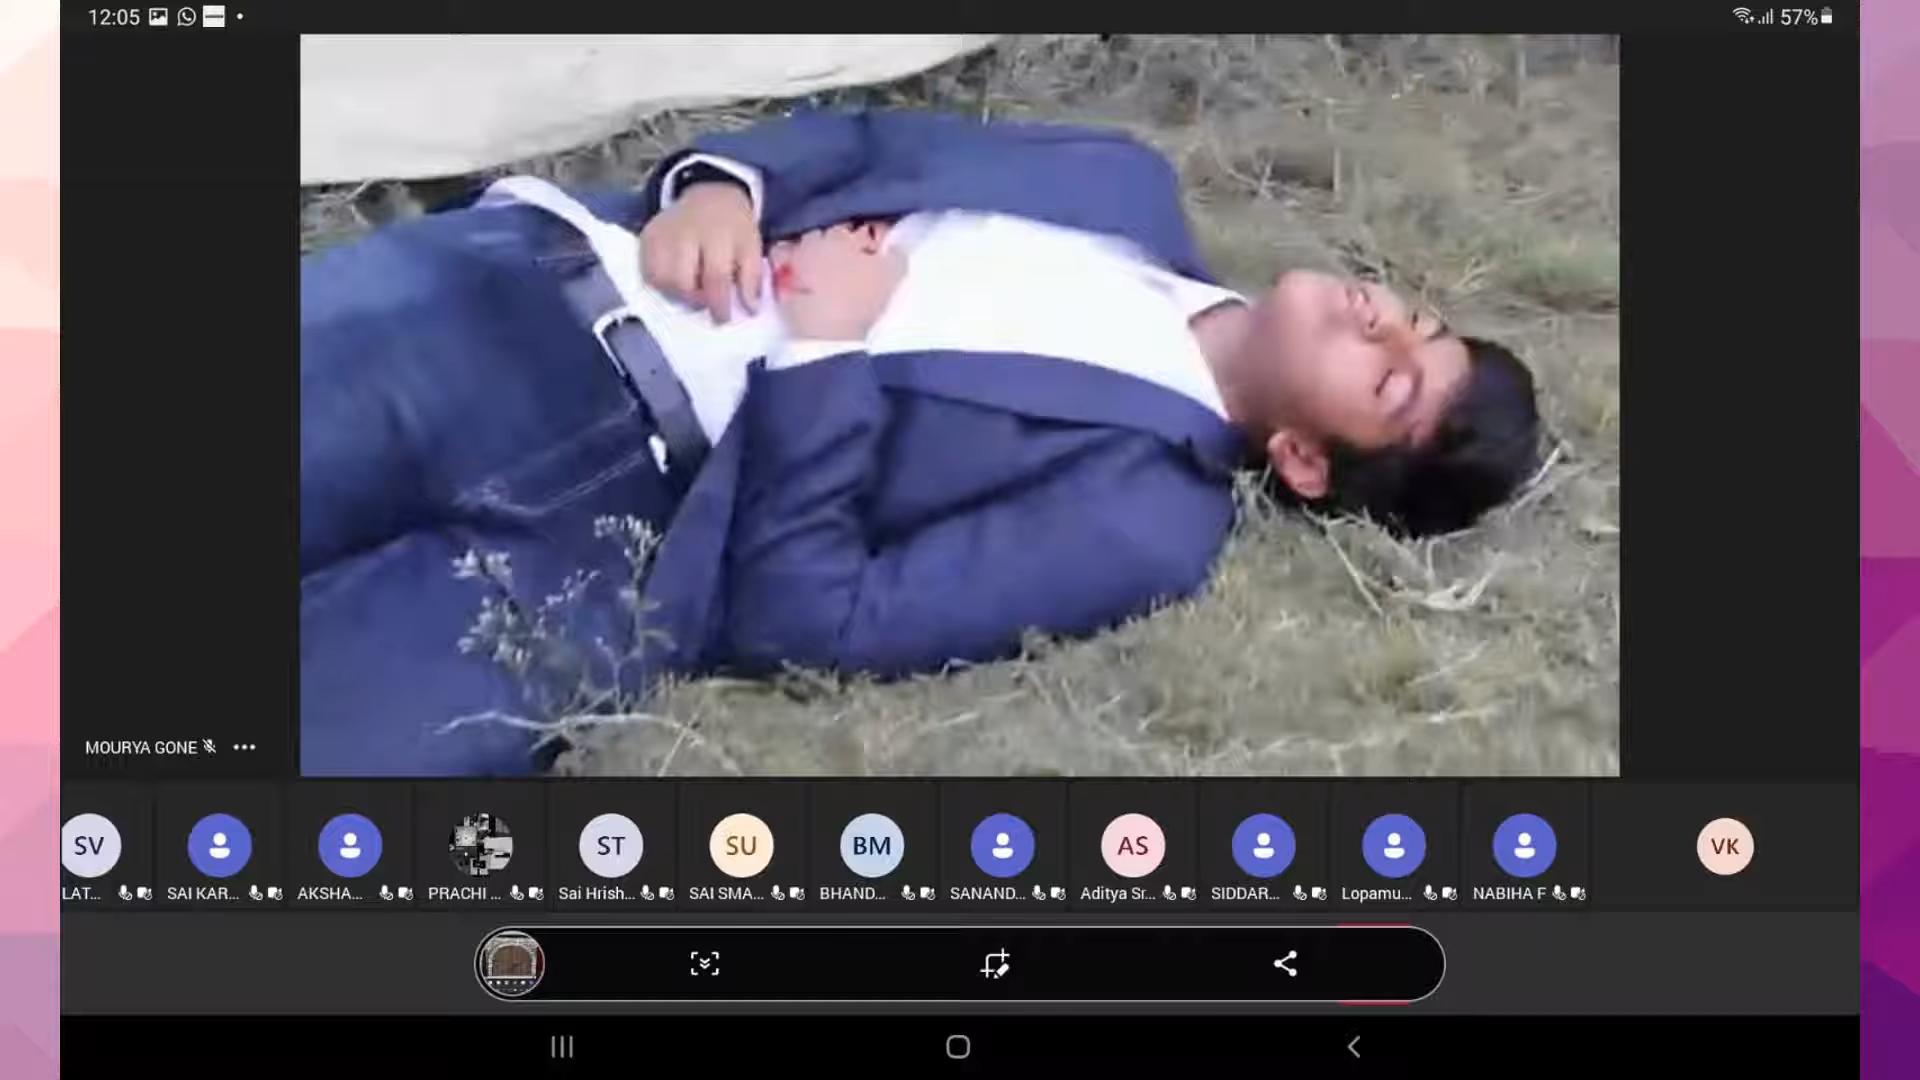 12:05
57%
MOURYA GONE
SV
ST
SU
BM
AS
VK
LAT...
SAI KAR...
AKSHA...
PRACHI ...
Sai Hrish...
SAI SMA...
BHAND...
SANAND...
Aditya Sr...
SIDDAR...
Lopamu...
NABIHA F